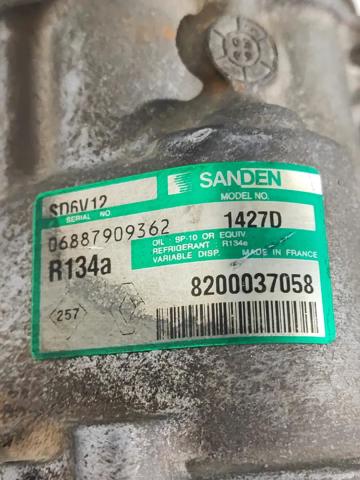 SANDEN
SD6V12
SERIAL NO.
MODEL NO.
06887909362
1427D
OIL : SP-10 OR EQUIV.
REFRIGERANT : R134a
VARIABLE DISP. MADE IN FRANCE
R134a
8200037058
257